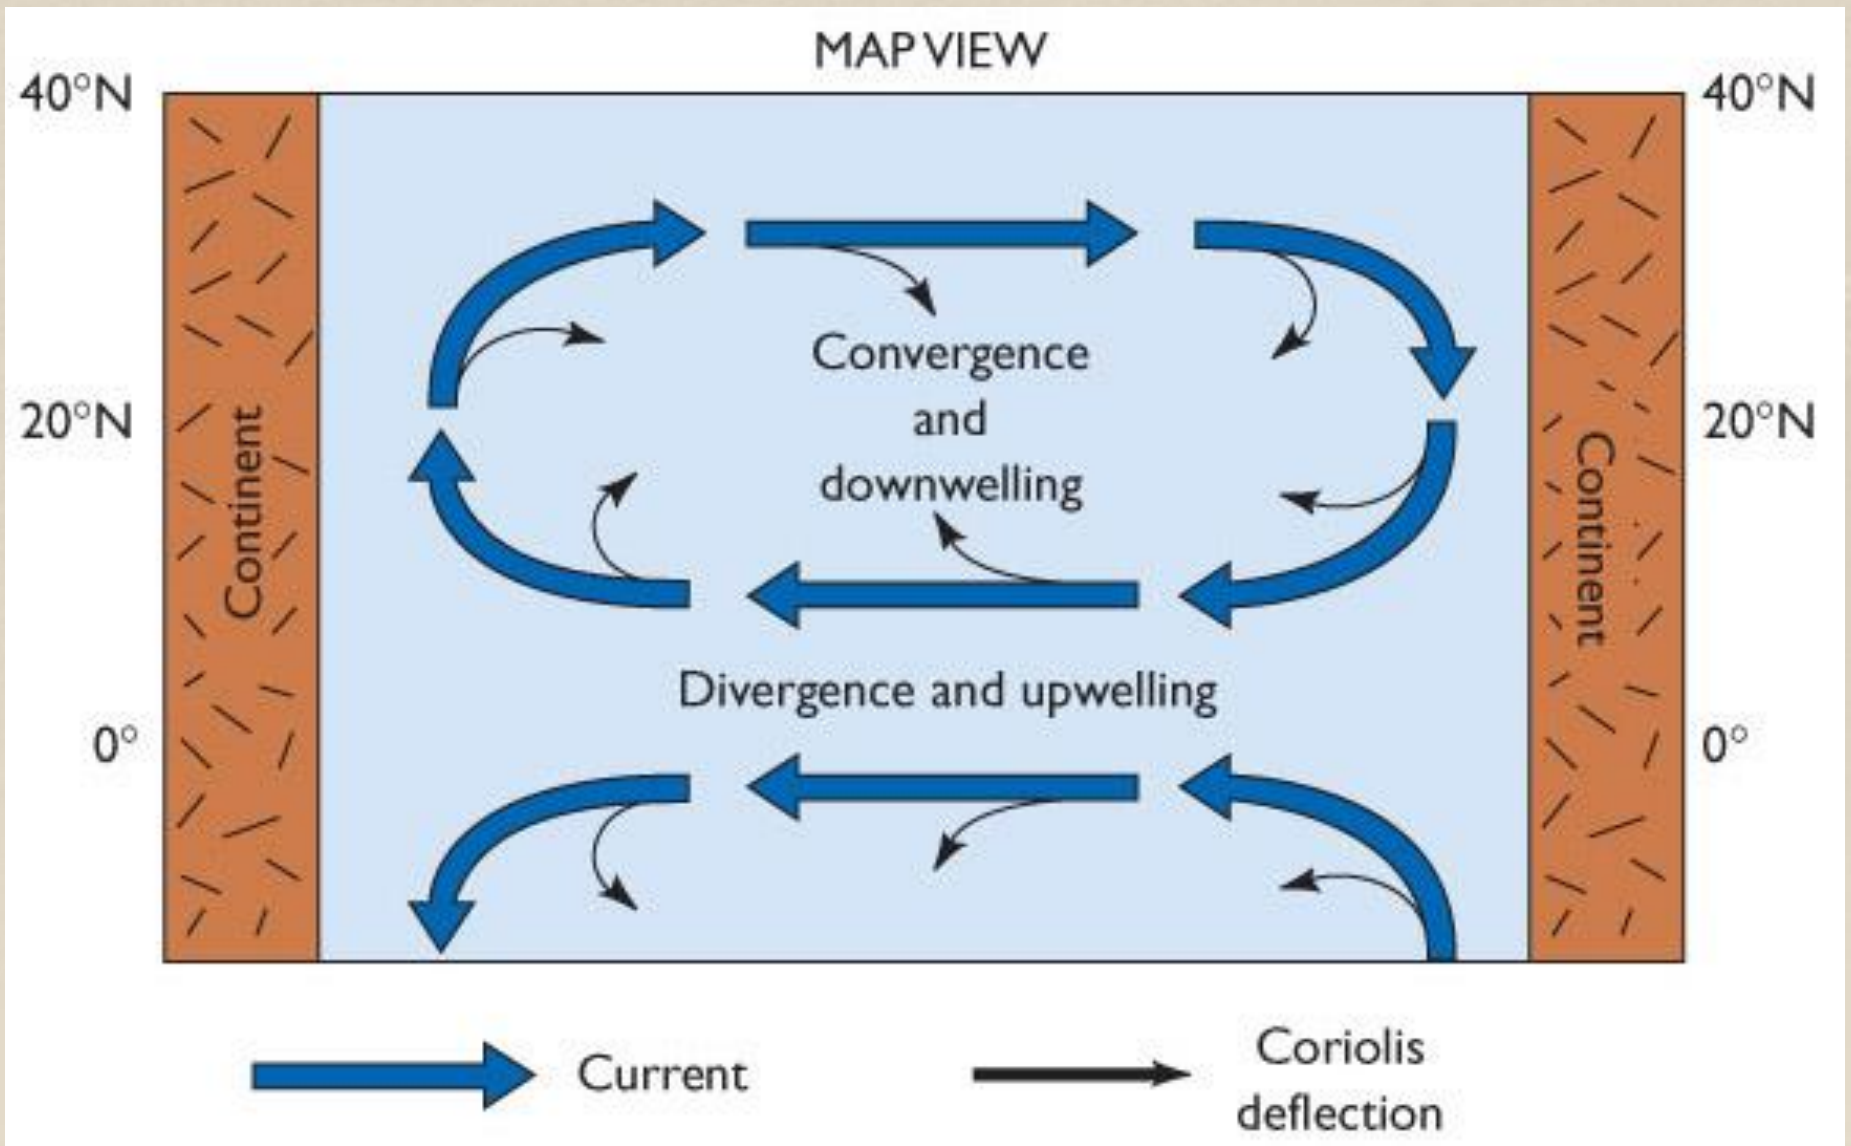 MAP VIEW
40°N
40°N
Convergence
and
downwelling
20°N
20°N
Continent
Continent
Divergence and upwelling
0°
0°
Current
Coriolis
deflection